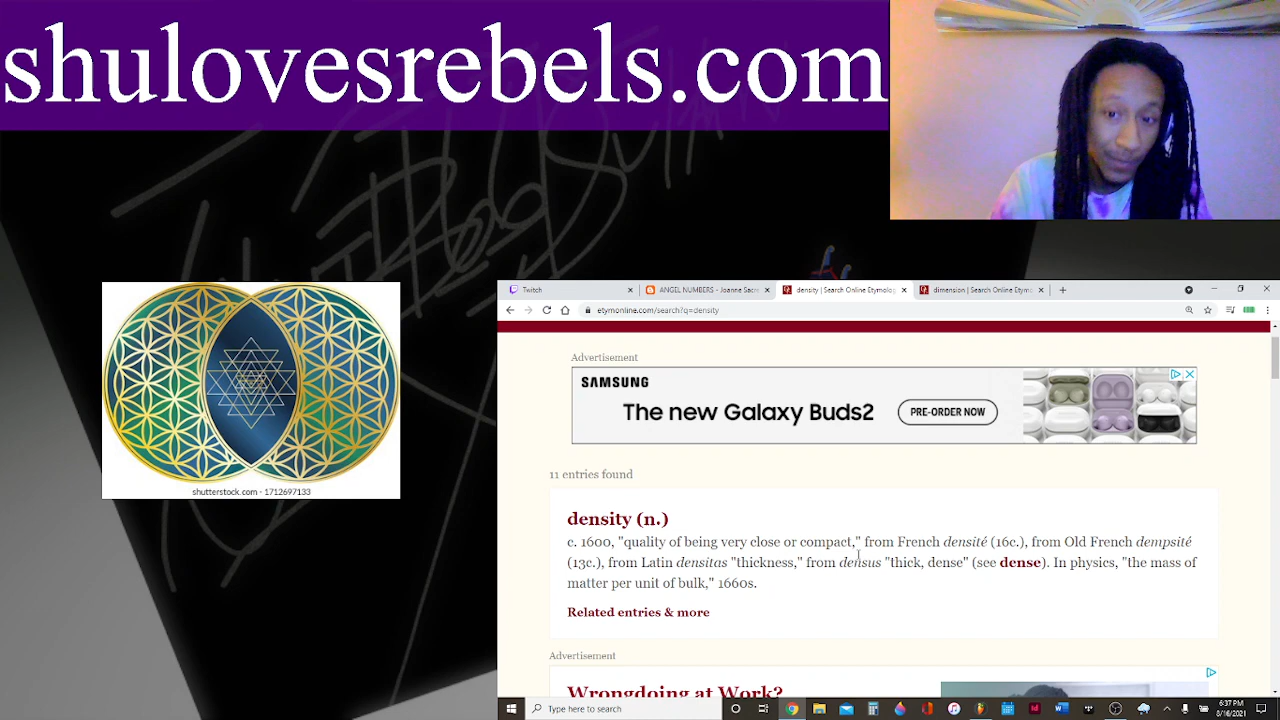 shulovesrebels.com
shutterstock.com · 1712697133
Twitch
ANGEL NUMBERS - Joanne Sacre
density | Search Online Etymolog
dimension | Search Online Etymo
etymonline.com/search?q=density
Advertisement
SAMSUNG
The new Galaxy Buds2
PRE-ORDER NOW
11 entries found
density (n.)
c. 1600, "quality of being very close or compact," from French densité (16c.), from Old French dempsité
(13c.), from Latin densitas "thickness," from densus "thick, dense" (see dense). In physics, "the mass of
matter per unit of bulk," 1660s.
Related entries & more
Advertisement
Wrongdoing at Work?
Type here to search
6:37 PM
8/16/2021